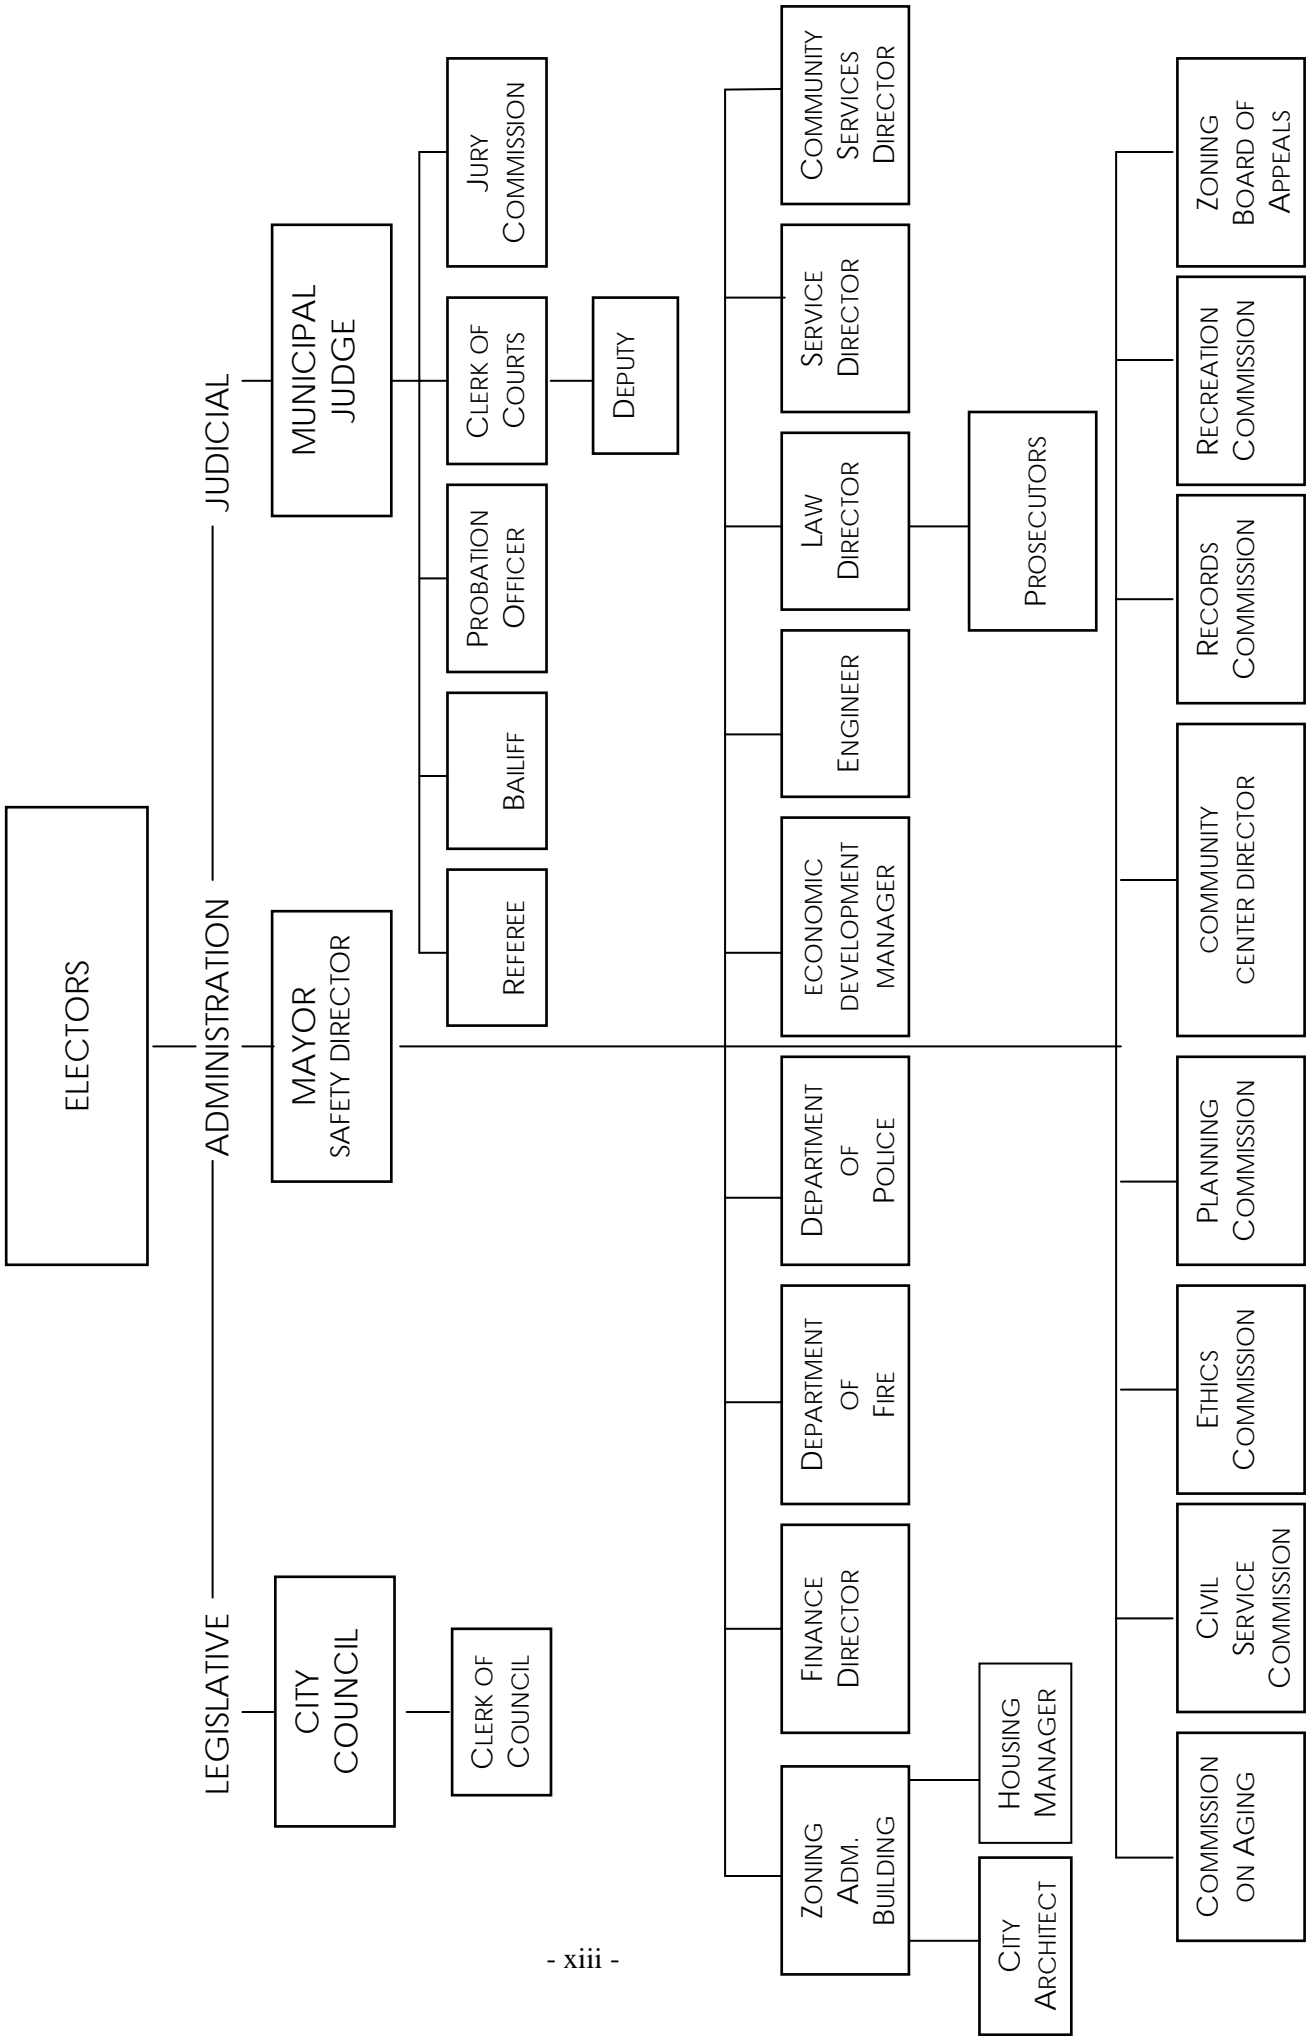 ELECTORS
LEGISLATIVE
ADMINISTRATION
JUDICIAL
CITY
COUNCIL
MAYOR
SAFETY DIRECTOR
MUNICIPAL
JUDGE
CLERK OF
COUNCIL
REFEREE
BAILIFF
PROBATION
OFFICER
CLERK OF
COURTS
JURY
COMMISSION
DEPUTY
ZONING
ADM.
BUILDING
FINANCE
DIRECTOR
DEPARTMENT
OF
FIRE
DEPARTMENT
OF
POLICE
ECONOMIC
DEVELOPMENT
MANAGER
ENGINEER
LAW
DIRECTOR
SERVICE
DIRECTOR
COMMUNITY
SERVICES
DIRECTOR
CITY
ARCHITECT
HOUSING
MANAGER
PROSECUTORS
COMMISSION
ON AGING
CIVIL
SERVICE
COMMISSION
ETHICS
COMMISSION
PLANNING
COMMISSION
COMMUNITY
CENTER DIRECTOR
RECORDS
COMMISSION
RECREATION
COMMISSION
ZONING
BOARD OF
APPEALS
- xiii -